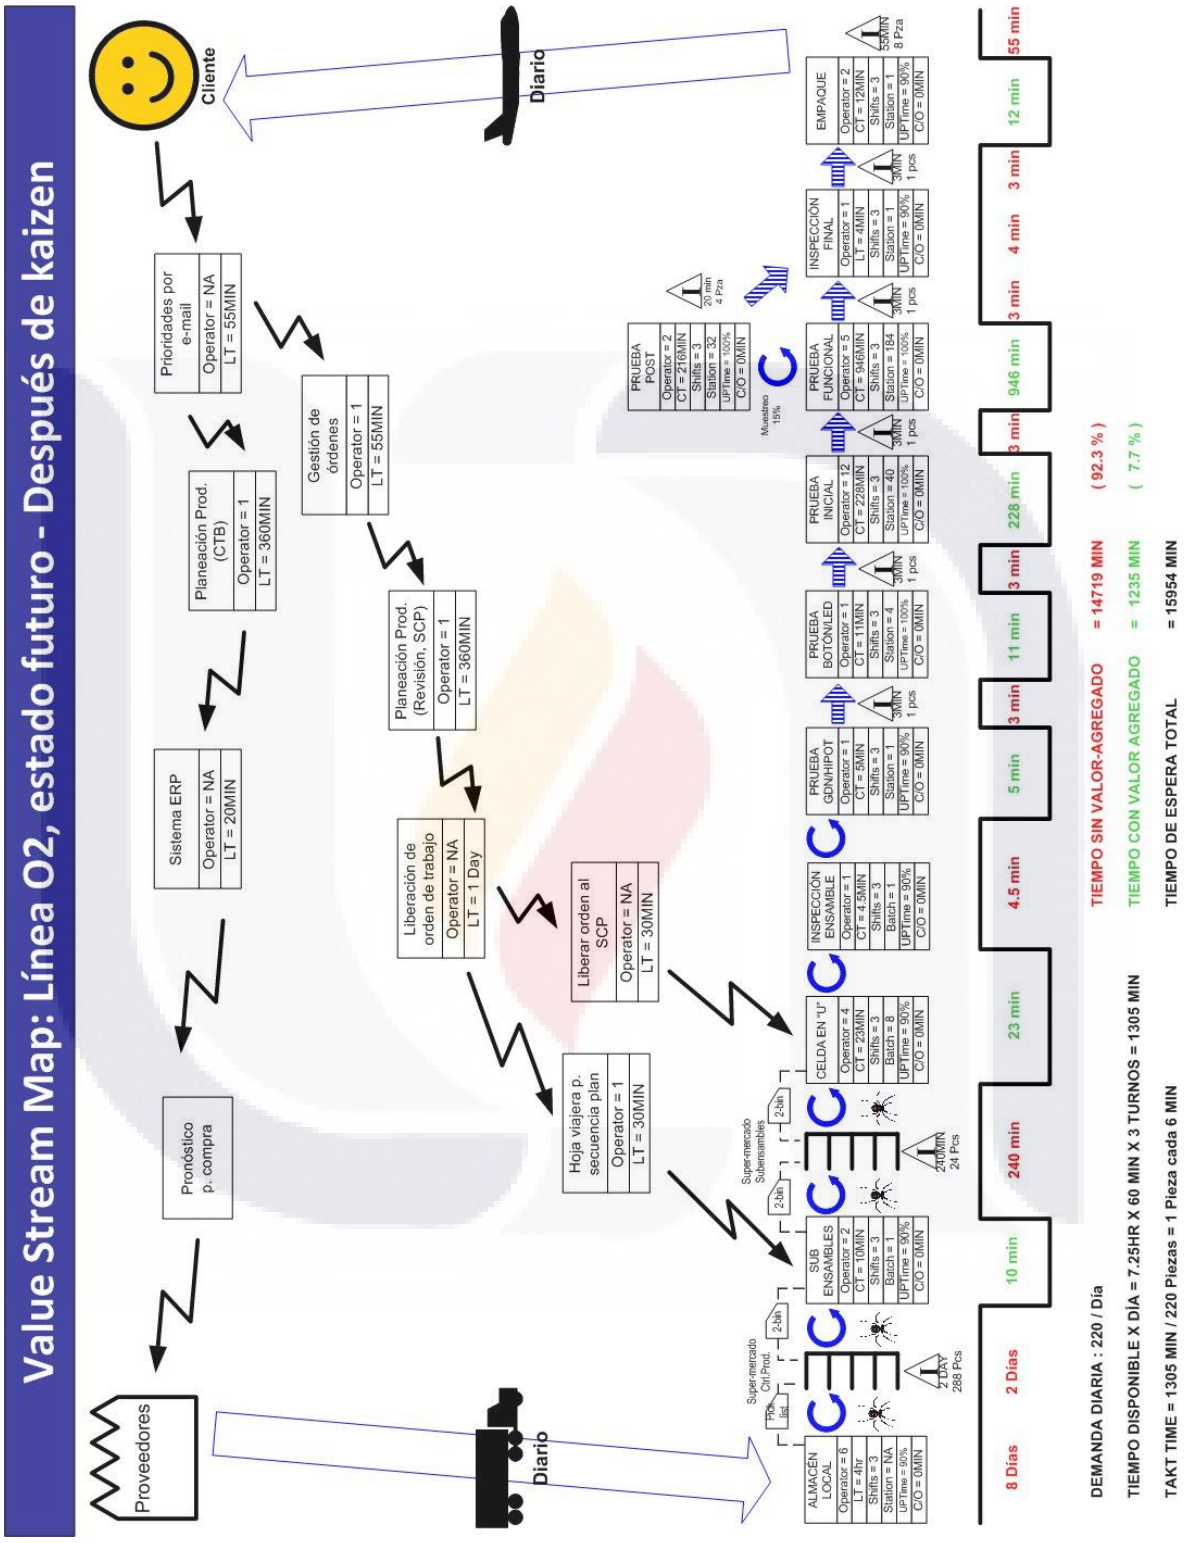 Value Stream Map: Línea O2, estado futuro - Después de kaizen
Proveedores
Pronóstico
p. compra
Sistema ERP
Operator = NA
LT = 20MIN
Planeación Prod.
(CTB)
Operator = 1
LT = 360MIN
Prioridades por
e-mail
Operator = NA
LT = 55MIN
Cliente
Gestión de
órdenes
Operator = 1
LT = 55MIN
Planeación Prod.
(Revisión, SCP)
Operator = 1
LT = 360MIN
Liberación de
orden de trabajo
Operator = NA
LT = 1 Day
Liberar orden al
SCP
Operator = NA
LT = 30MIN
Hoja viajera p.
secuencia plan
Operator = 1
LT = 30MIN
Diario
Diario
PRUEBA
POST
Operator = 2
CT = 216MIN
Shifts = 3
Station = 32
UPTime = 100%
C/O = 0MIN
20 min
4 Pza
Muestreo
15%
Super-mercado
Ctrl.Prod.
Pick
list
2-bin
Super-mercado
Subensambles
2-bin
2-bin
ALMACÉN
LOCAL
Operator = 6
LT = 4hr
Shifts = 3
Station = NA
UPTime = 90%
C/O = 0MIN
I
2 DAY
288 Pcs
SUB
ENSAMBLES
Operator = 2
CT = 10MIN
Shifts = 3
Batch = 1
UPTime = 90%
C/O = 0MIN
I
240MIN
24 Pcs
CELDA EN "U"
Operator = 4
CT = 23MIN
Shifts = 3
Batch = 8
UPTime = 90%
C/O = 0MIN
INSPECCIÓN
ENSAMBLE
Operator = 1
CT = 4.5MIN
Shifts = 3
Batch = 1
UPTime = 90%
C/O = 0MIN
PRUEBA
GDN/HIPOT
Operator = 1
CT = 5MIN
Shifts = 3
Station = 1
UPTime = 90%
C/O = 0MIN
I
3MIN
1 pcs
PRUEBA
BOTÓN/LED
Operator = 1
CT = 11MIN
Shifts = 3
Station = 4
UPTime = 100%
C/O = 0MIN
I
3MIN
1 pcs
PRUEBA
INICIAL
Operator = 12
CT = 228MIN
Shifts = 3
Station = 40
UPTime = 100%
C/O = 0MIN
I
3MIN
1 pcs
PRUEBA
FUNCIONAL
Operator = 5
CT = 946MIN
Shifts = 3
Station = 184
UPTime = 100%
C/O = 0MIN
I
3MIN
1 pcs
INSPECCIÓN
FINAL
Operator = 1
LT = 4MIN
Shifts = 3
Station = 1
UPTime = 90%
C/O = 0MIN
I
3MIN
1 pcs
EMPAQUE
Operator = 2
CT = 12MIN
Shifts = 3
Station = 1
UPTime = 90%
C/O = 0MIN
I
55MIN
8 Pza
8 Días
2 Días
10 min
240 min
23 min
4.5 min
5 min
3 min
11 min
3 min
228 min
3 min
946 min
3 min
4 min
3 min
12 min
55 min
DEMANDA DIARIA : 220 / Dia
TIEMPO DISPONIBLE X DÍA = 7.25HR X 60 MIN X 3 TURNOS = 1305 MIN
TAKT TIME = 1305 MIN / 220 Piezas = 1 Pieza cada 6 MIN
TIEMPO SIN VALOR-AGREGADO = 14719 MIN ( 92.3 % )
TIEMPO CON VALOR AGREGADO = 1235 MIN ( 7.7 % )
TIEMPO DE ESPERA TOTAL = 15954 MIN